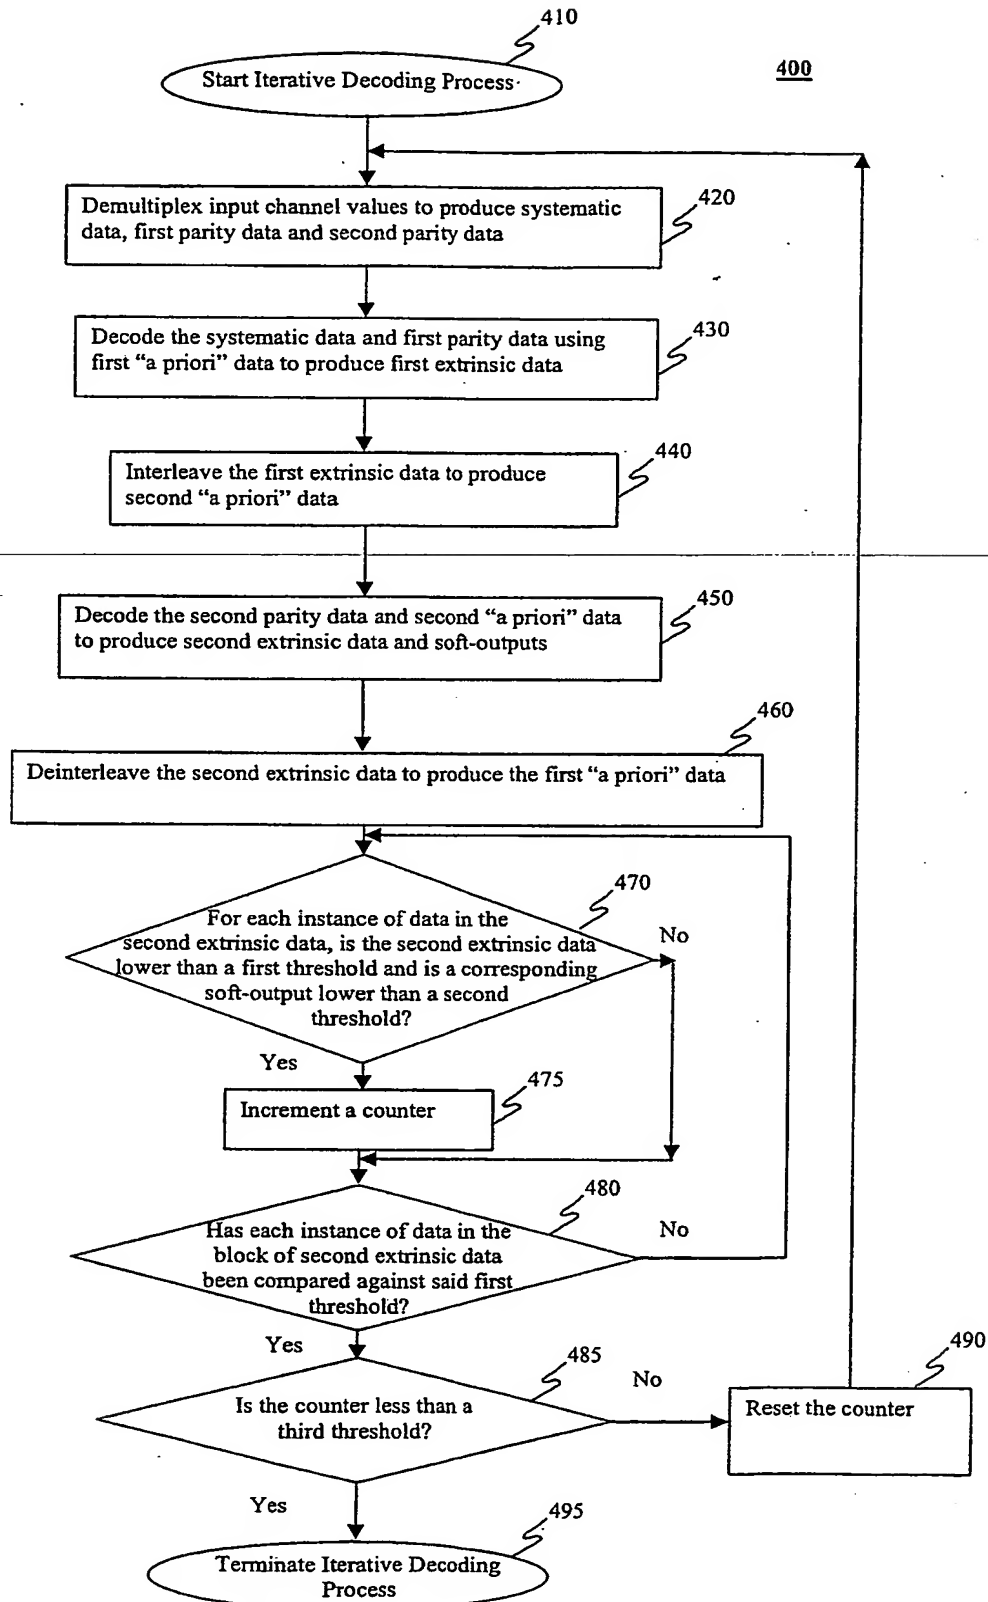 410
400
Start Iterative Decoding Process
420
Demultiplex input channel values to produce systematic
data, first parity data and second parity data
430
Decode the systematic data and first parity data using
first “a priori” data to produce first extrinsic data
440
Interleave the first extrinsic data to produce
second “a priori” data
450
Decode the second parity data and second “a priori” data
to produce second extrinsic data and soft-outputs
460
Deinterleave the second extrinsic data to produce the first “a priori” data
470
For each instance of data in the
second extrinsic data, is the second extrinsic data
lower than a first threshold and is a corresponding
soft-output lower than a second
threshold?
No
Yes
475
Increment a counter
480
Has each instance of data in the
block of second extrinsic data
been compared against said first
threshold?
No
Yes
485
Is the counter less than a
third threshold?
No
490
Reset the counter
Yes
495
Terminate Iterative Decoding
Process